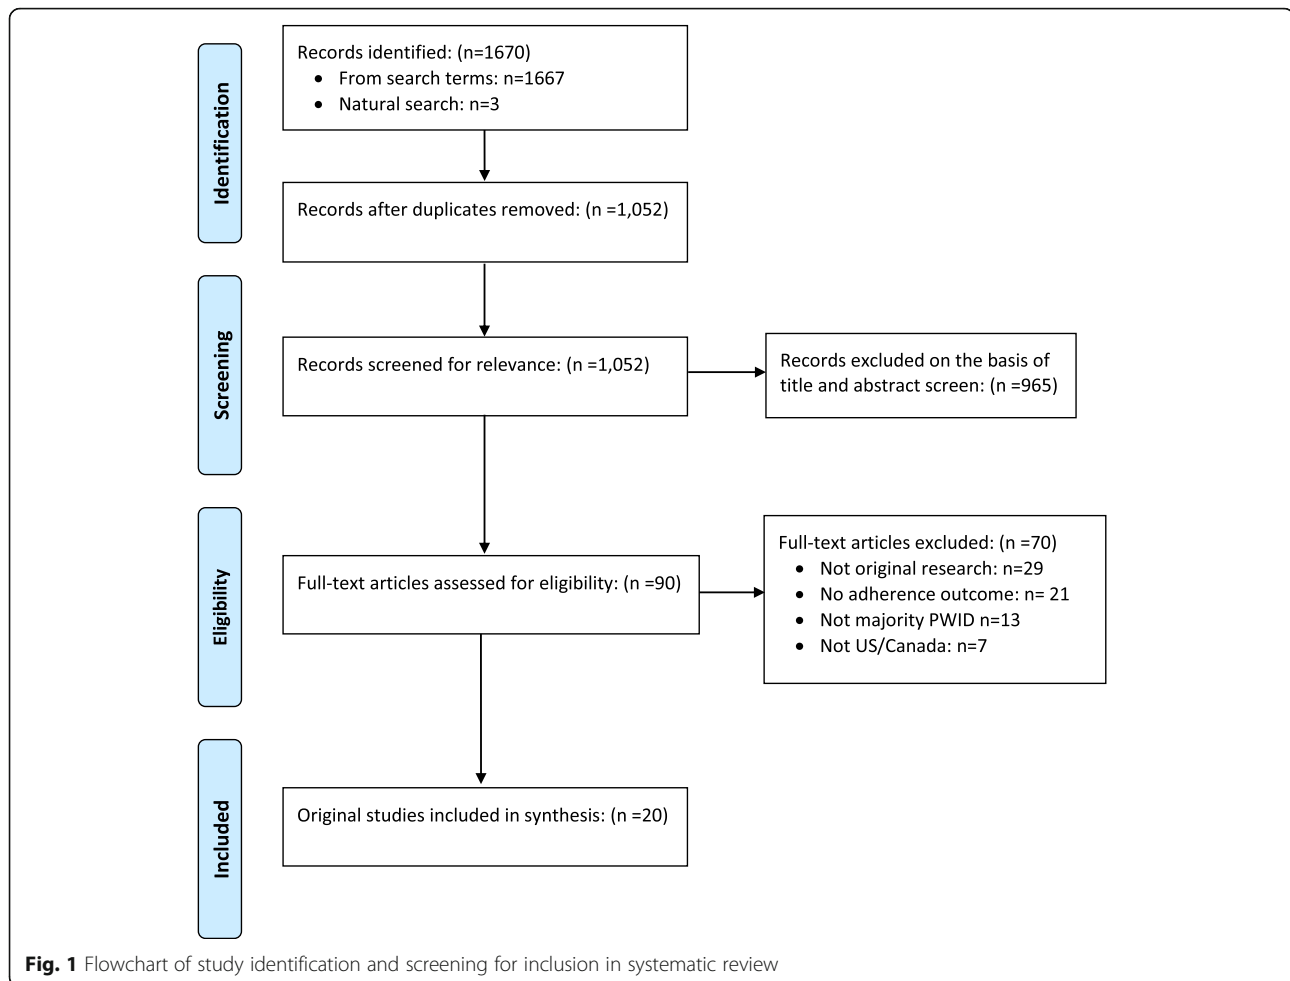 Identification
Records identified: (n=1670)
• From search terms: n=1667
• Natural search: n=3
Records after duplicates removed: (n =1,052)
Screening
Records screened for relevance: (n =1,052)
Records excluded on the basis of
title and abstract screen: (n =965)
Eligibility
Full-text articles assessed for eligibility: (n =90)
Full-text articles excluded: (n =70)
• Not original research: n=29
• No adherence outcome: n= 21
• Not majority PWID n=13
• Not US/Canada: n=7
Included
Original studies included in synthesis: (n =20)
Fig. 1 Flowchart of study identification and screening for inclusion in systematic review